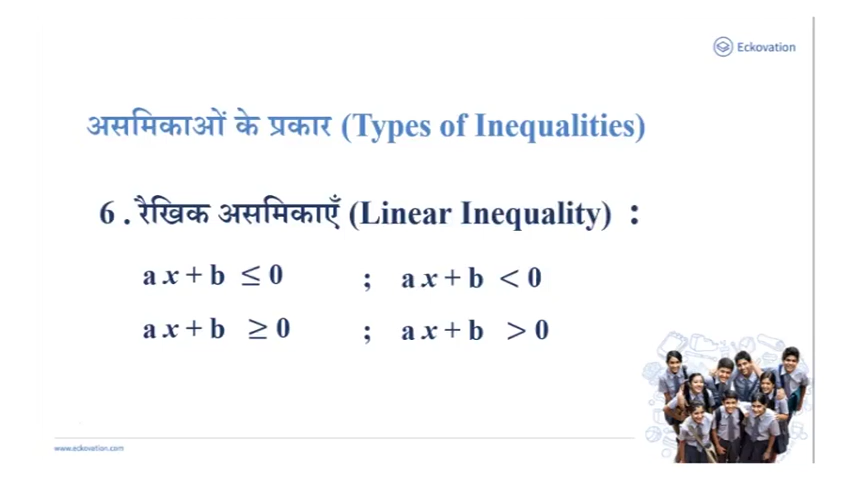 Eckovation
असमिकाओं के प्रकार (Types of Inequalities)
6 . रैखिक असमिकाएँ (Linear Inequality) :
a x + b ≤ 0 ; a x + b < 0
a x + b ≥ 0 ; a x + b > 0
www.eckovation.com